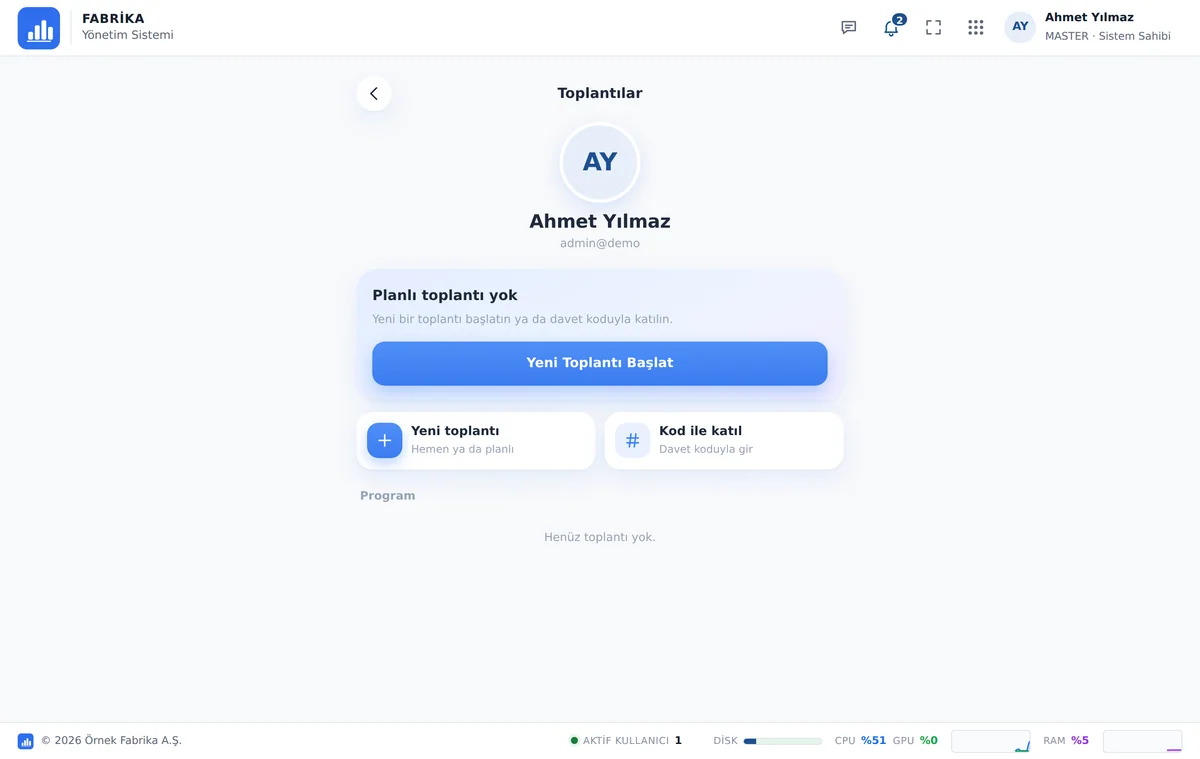 FABRİKA
Yönetim Sistemi
2
AY
Ahmet Yılmaz
MASTER · Sistem Sahibi
Toplantılar
AY
Ahmet Yılmaz
admin@demo
Planlı toplantı yok
Yeni bir toplantı başlatın ya da davet koduyla katılın.
Yeni Toplantı Başlat
Yeni toplantı
Hemen ya da planlı
# Kod ile katıl
Davet koduyla gir
Program
Henüz toplantı yok.
© 2026 Örnek Fabrika A.Ş.
AKTİF KULLANICI 1
DİSK
CPU %51 GPU %0
RAM %5